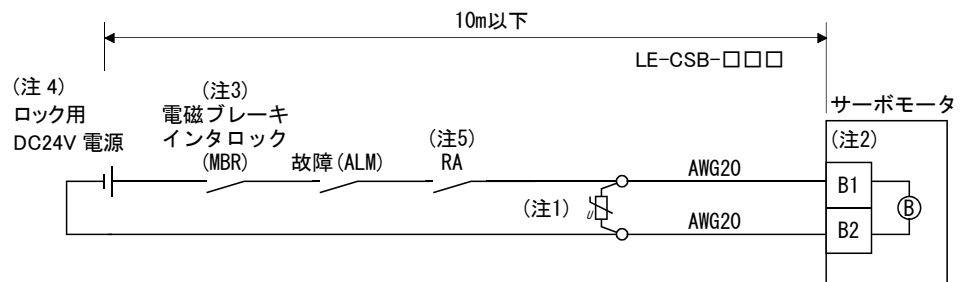 10m以下
LE-CSB-□□□
(注 4)
ロック用
DC24V 電源
(注3)
電磁ブレーキ
インタロック
(MBR)
故障(ALM)
(注5)
RA
(注1)
U
AWG20
AWG20
サーボモータ
(注2)
B1
B2
B